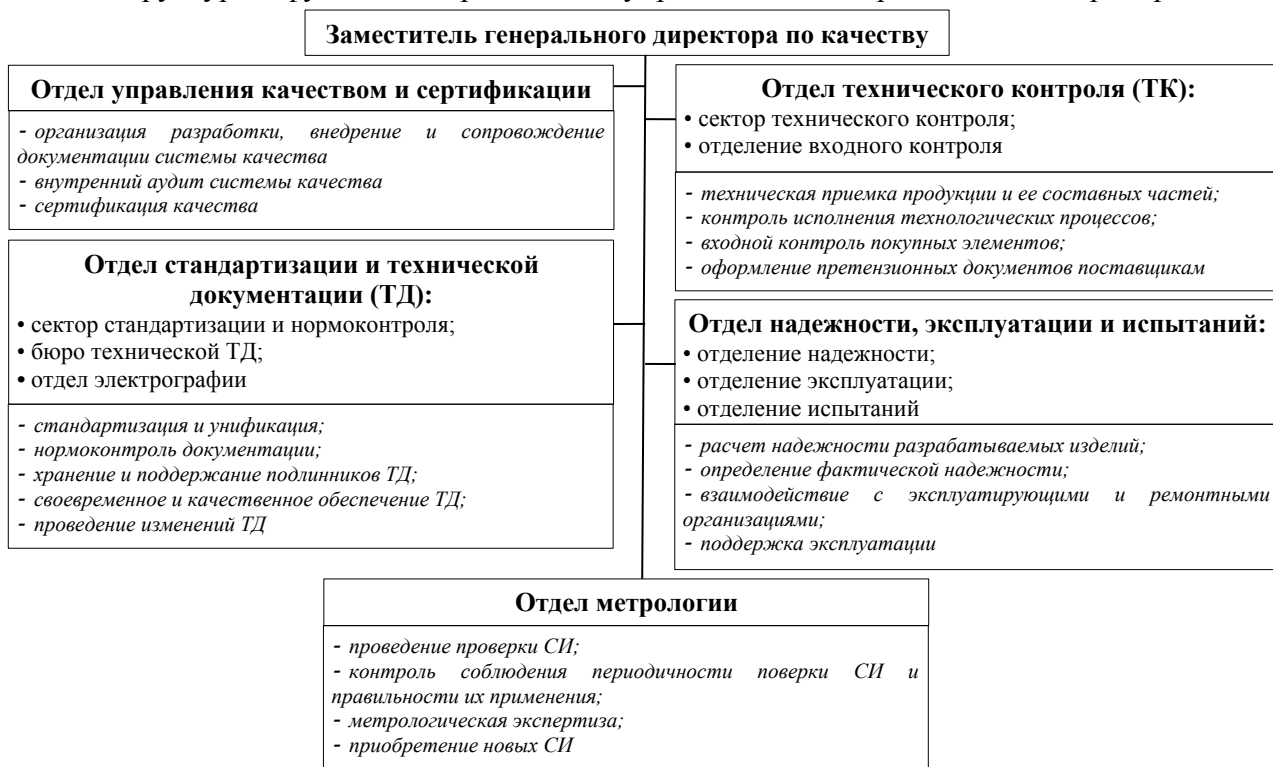 Заместитель генерального директора по качеству
Отдел управления качеством и сертификации
- организация разработки, внедрение и сопровождение
документации системы качества
- внутренний аудит системы качества
- сертификация качества
Отдел технического контроля (ТК):
• сектор технического контроля;
• отделение входного контроля
- техническая приемка продукции и ее составных частей;
- контроль исполнения технологических процессов;
- входной контроль покупных элементов;
- оформление претензионных документов поставщикам
Отдел стандартизации и технической
документации (ТД):
• сектор стандартизации и нормоконтроля;
• бюро технической ТД;
• отдел электрографии
- стандартизация и унификация;
- нормоконтроль документации;
- хранение и поддержание подлинников ТД;
- своевременное и качественное обеспечение ТД;
- проведение изменений ТД
Отдел надежности, эксплуатации и испытаний:
• отделение надежности;
• отделение эксплуатации;
• отделение испытаний
- расчет надежности разрабатываемых изделий;
- определение фактической надежности;
- взаимодействие с эксплуатирующими и ремонтными
организациями;
- поддержка эксплуатации
Отдел метрологии
- проведение проверки СИ;
- контроль соблюдения периодичности поверки СИ и
правильности их применения;
- метрологическая экспертиза;
- приобретение новых СИ